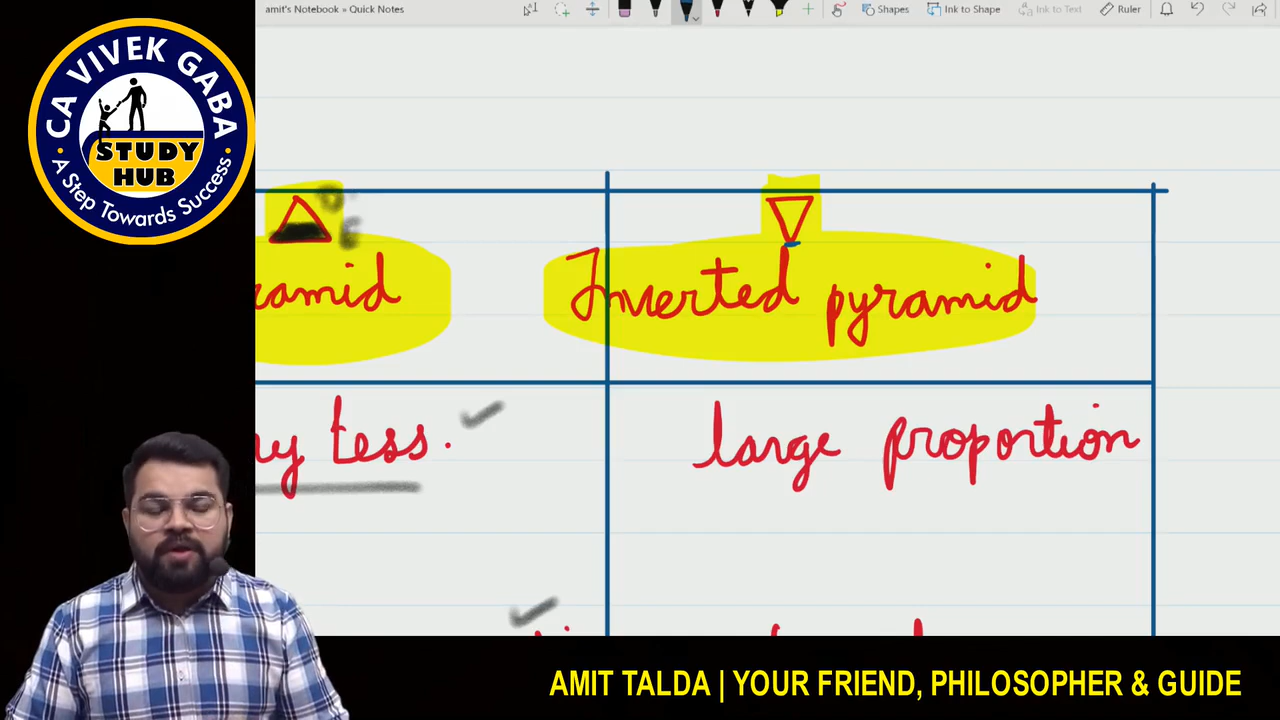 amit's Notebook » Quick Notes
Shapes
Ink to Shape
Ink to Text
Ruler
CA VIVEK GABA
STUDY
HUB
A Step Towards Success
Inverted pyramid
less.
large proportion
AMIT TALDA | YOUR FRIEND, PHILOSOPHER & GUIDE